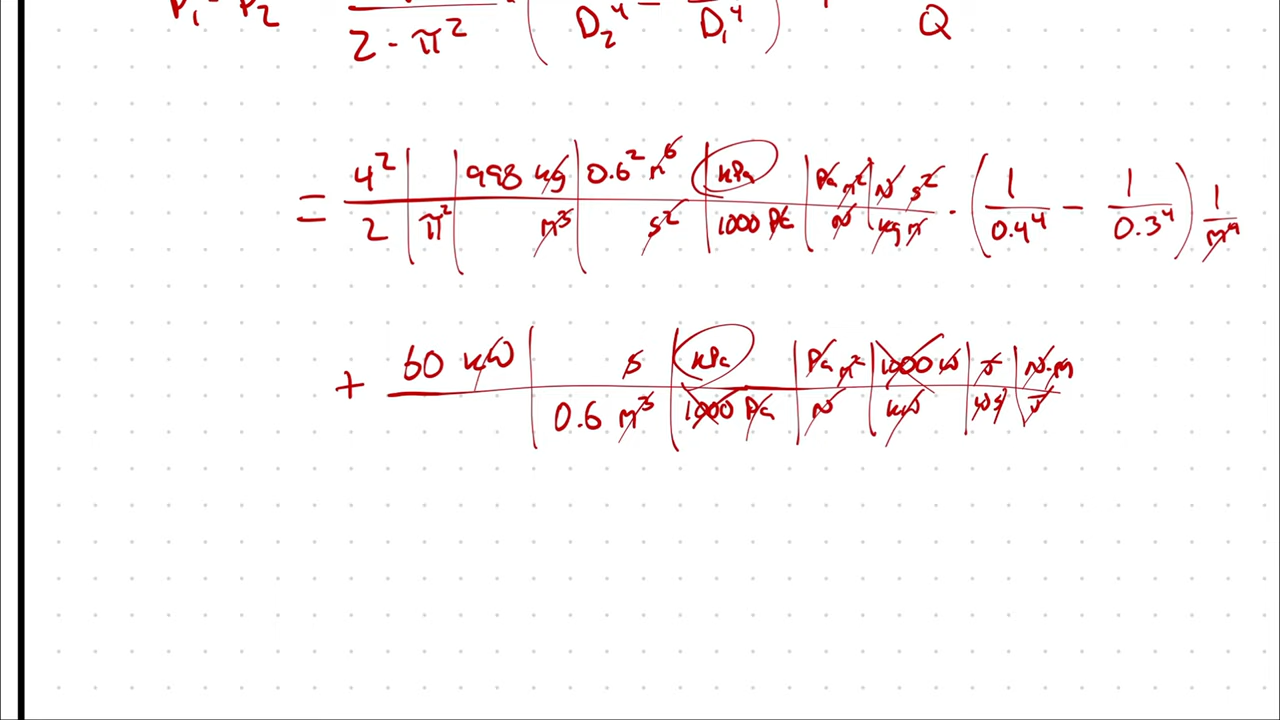 P₁ - P₂ 2 · π² ( D₂⁴ - D₁⁴ ) Q
= 4² | | 998 kg | 0.6² m⁶ | kPa | Pa m² | N s² · ( 1 - 1 ) 1
2 | π² | m³ | s² | 1000 Pa | N | kg m 0.4⁴ 0.3⁴ m⁴
+ 60 kW | s | kPa | Pa m² | 1000 W | J | N·m
0.6 m³ | 1000 Pa | N | kW | W s | J